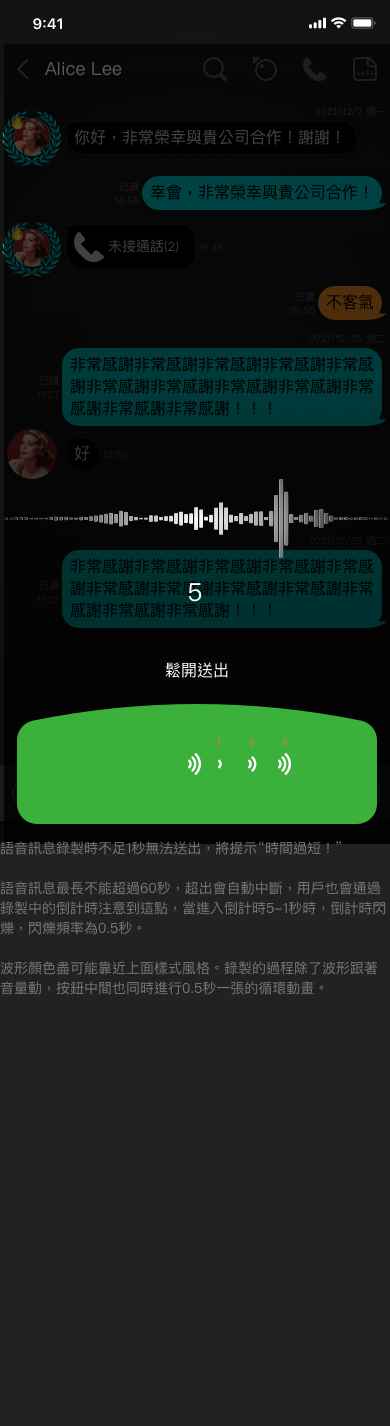 9:41
Alice Lee
2021/12/7 週一
你好，非常榮幸與貴公司合作！謝謝！
已讀
14:50
幸會，非常榮幸與貴公司合作！
未接通話(2)
15:45
已讀
15:50
不客氣
2021/12/25 週二
非常感謝非常感謝非常感謝非常感謝非常感
謝非常感謝非常感謝非常感謝非常感謝非常
感謝非常感謝非常感謝！！！
已讀
11:27
好
13:56
2021/12/25 週二
非常感謝非常感謝非常感謝非常感謝非常感
謝非常感謝非常感謝非常感謝非常感謝非常
感謝非常感謝非常感謝！！！
已讀
11:27
5
鬆開送出
1 2 3
語音訊息錄製時不足1秒無法送出，將提示“時間過短！”
語音訊息最長不能超過60秒，超出會自動中斷，用戶也會通過
錄製中的倒計時注意到這點，當進入倒計時5-1秒時，倒計時閃
爍，閃爍頻率為0.5秒。
波形顏色盡可能靠近上面樣式風格。錄製的過程除了波形跟著
音量動，按鈕中間也同時進行0.5秒一張的循環動畫。